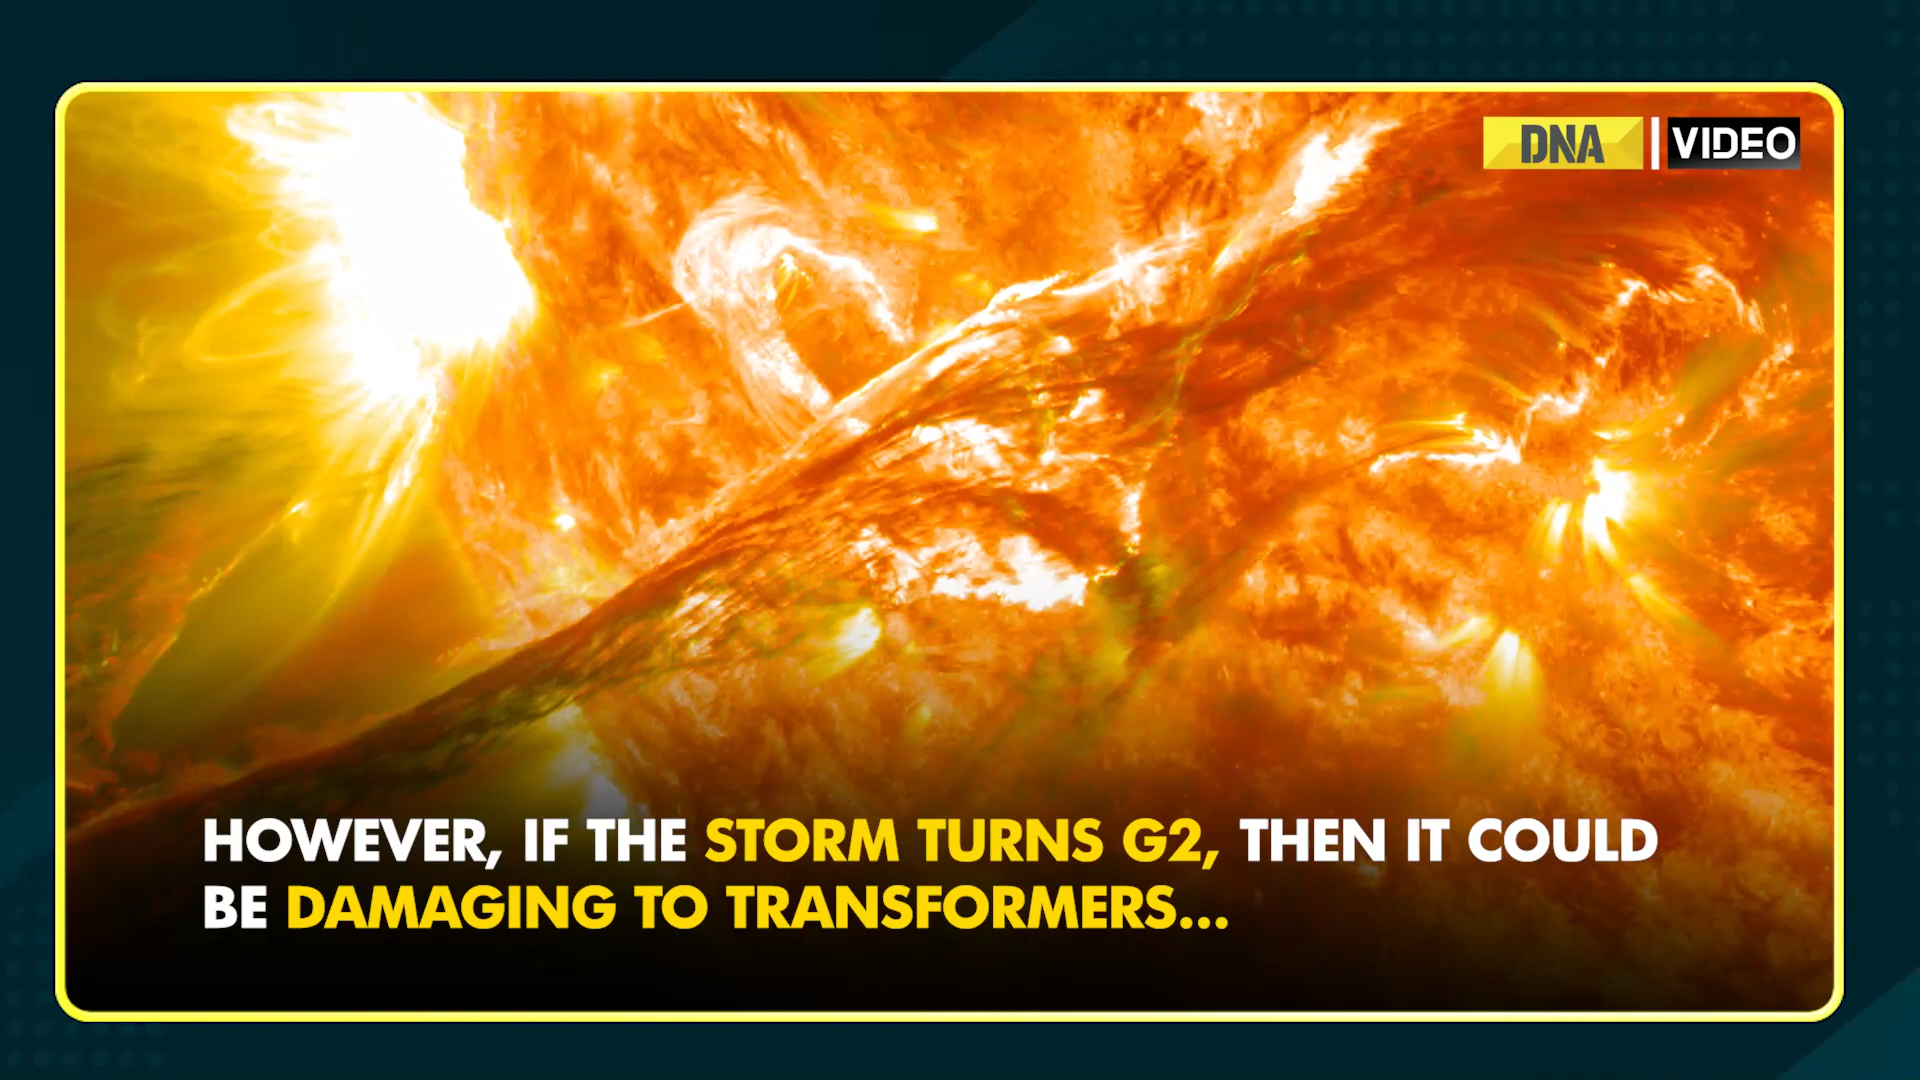 DNA VIDEO
HOWEVER, IF THE STORM TURNS G2, THEN IT COULD
BE DAMAGING TO TRANSFORMERS...